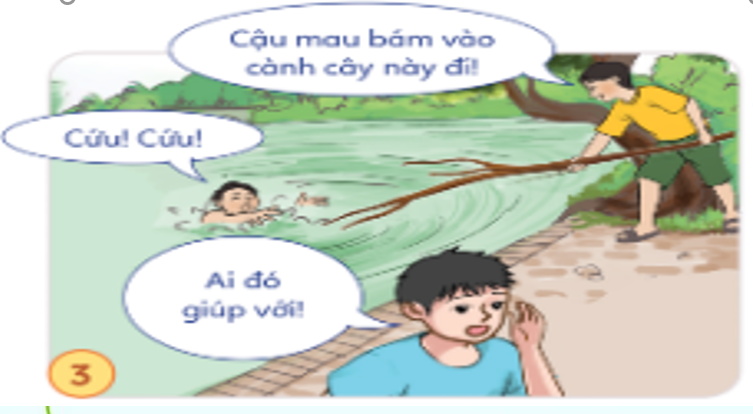 Cậu mau bám vào
cành cây này đi!
Cứu! Cứu!
Ai đó
giúp với!
3